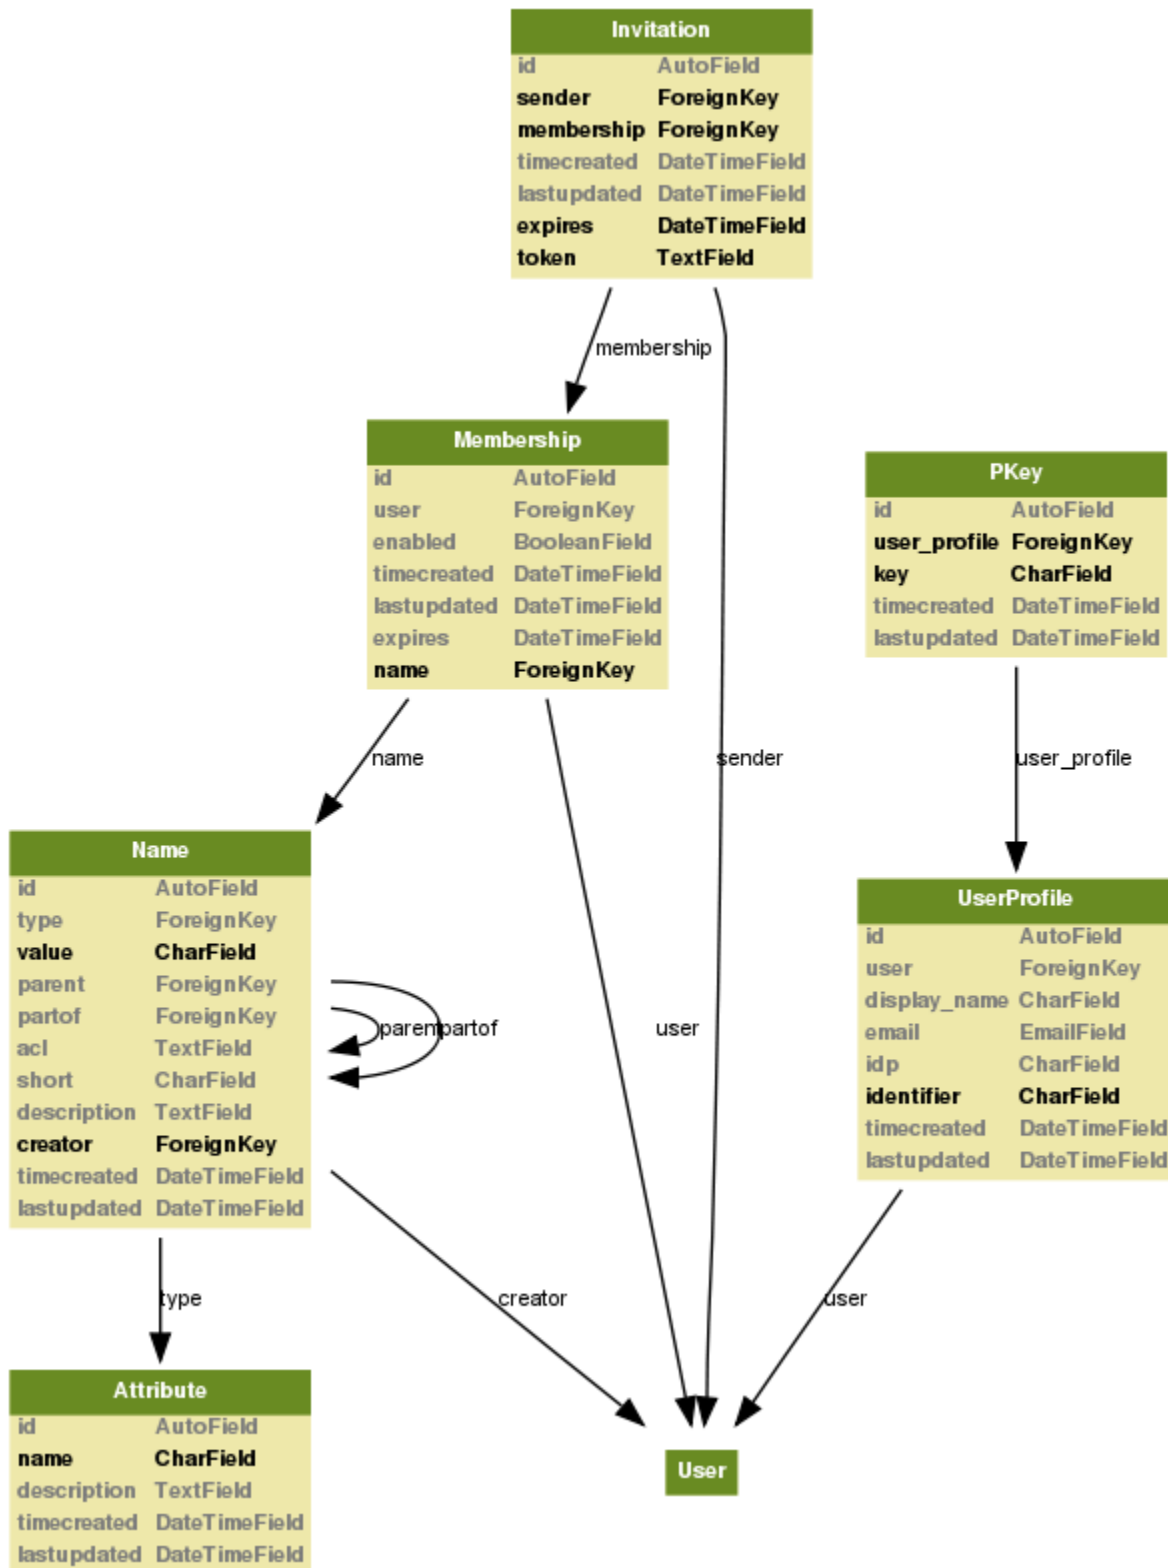 Invitation
id AutoField
sender ForeignKey
membership ForeignKey
timecreated DateTimeField
lastupdated DateTimeField
expires DateTimeField
token TextField
membership
Membership
id AutoField
user ForeignKey
enabled BooleanField
timecreated DateTimeField
lastupdated DateTimeField
expires DateTimeField
name ForeignKey
PKey
id AutoField
user_profile ForeignKey
key CharField
timecreated DateTimeField
lastupdated DateTimeField
name
sender
user_profile
Name
id AutoField
type ForeignKey
value CharField
parent ForeignKey
partof ForeignKey
acl TextField
short CharField
description TextField
creator ForeignKey
timecreated DateTimeField
lastupdated DateTimeField
parent
partof
user
UserProfile
id AutoField
user ForeignKey
display_name CharField
email EmailField
idp CharField
identifier CharField
timecreated DateTimeField
lastupdated DateTimeField
type
creator
user
Attribute
id AutoField
name CharField
description TextField
timecreated DateTimeField
lastupdated DateTimeField
User